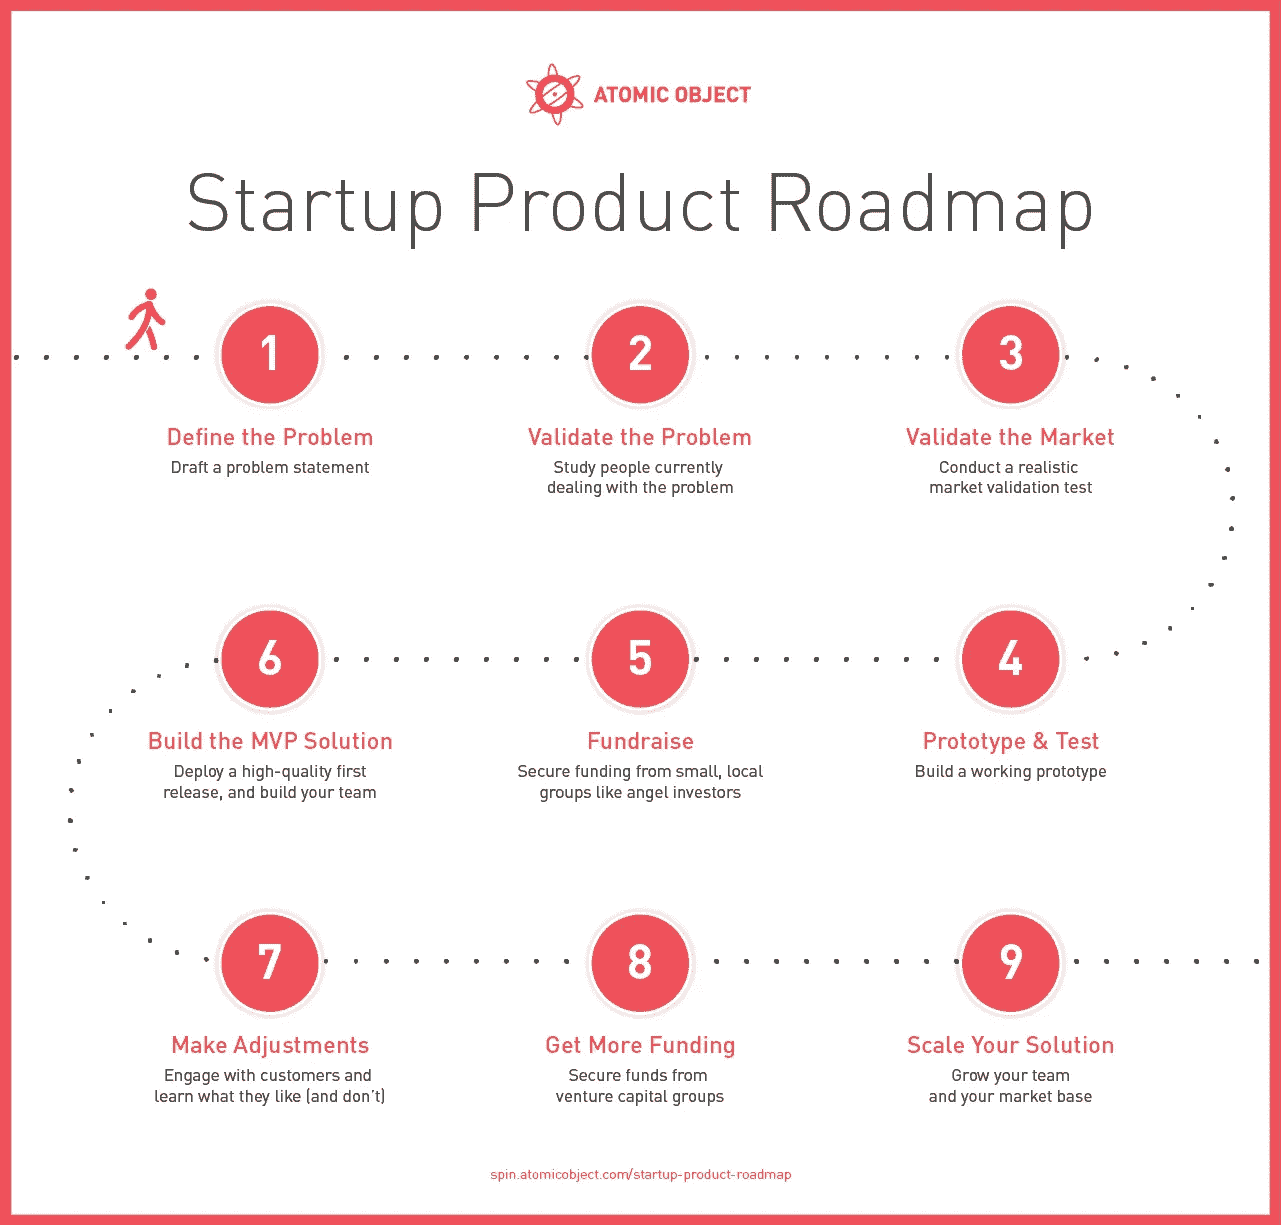 ATOMIC OBJECT
Startup Product Roadmap
1
Define the Problem
Draft a problem statement
2
Validate the Problem
Study people currently
dealing with the problem
3
Validate the Market
Conduct a realistic
market validation test
4
Prototype & Test
Build a working prototype
5
Fundraise
Secure funding from small, local
groups like angel investors
6
Build the MVP Solution
Deploy a high-quality first
release, and build your team
7
Make Adjustments
Engage with customers and
learn what they like (and don't)
8
Get More Funding
Secure funds from
venture capital groups
9
Scale Your Solution
Grow your team
and your market base
spin.atomicobject.com/startup-product-roadmap